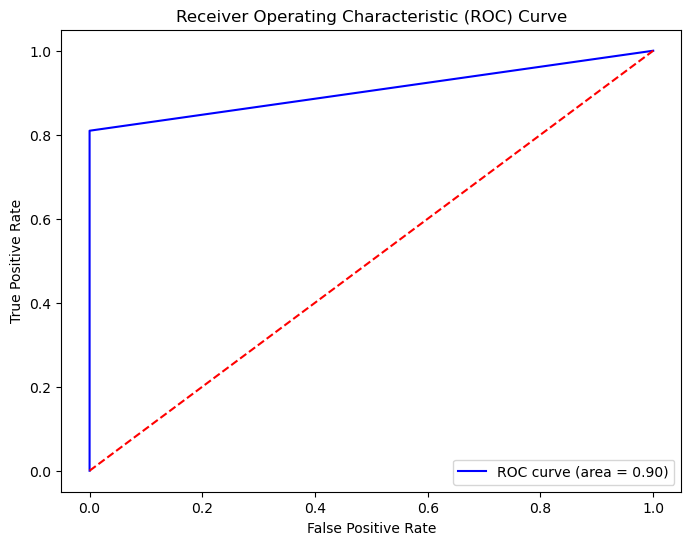 Receiver Operating Characteristic (ROC) Curve
1.0
0.8
0.6
0.4
0.2
0.0
True Positive Rate
0.0 0.2 0.4 0.6 0.8 1.0
False Positive Rate
ROC curve (area = 0.90)